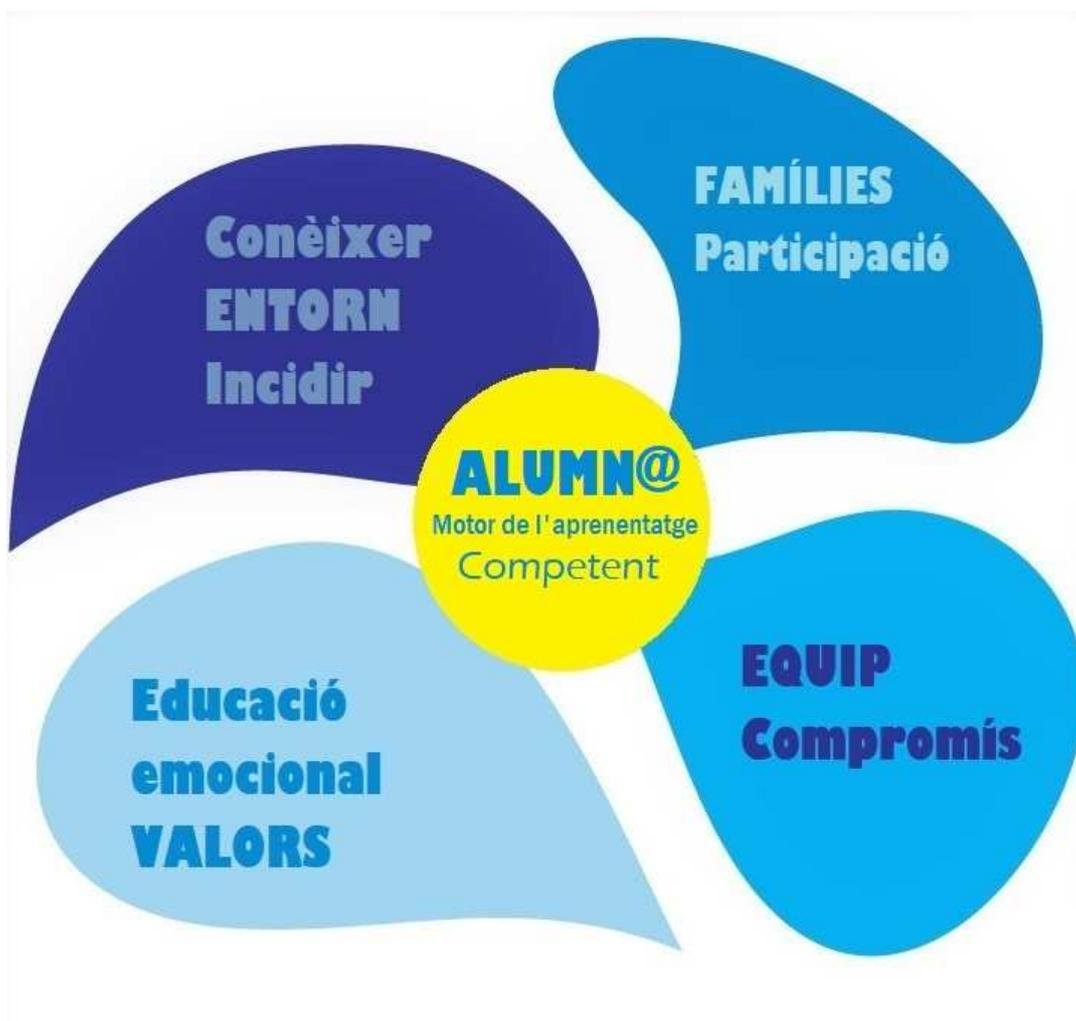 Conèixer
ENTORN
Incidir
FAMÍLIES
Participació
ALUMN@
Motor de l'aprenentatge
Competent
Educació
emocional
VALORS
EQUIP
Compromís